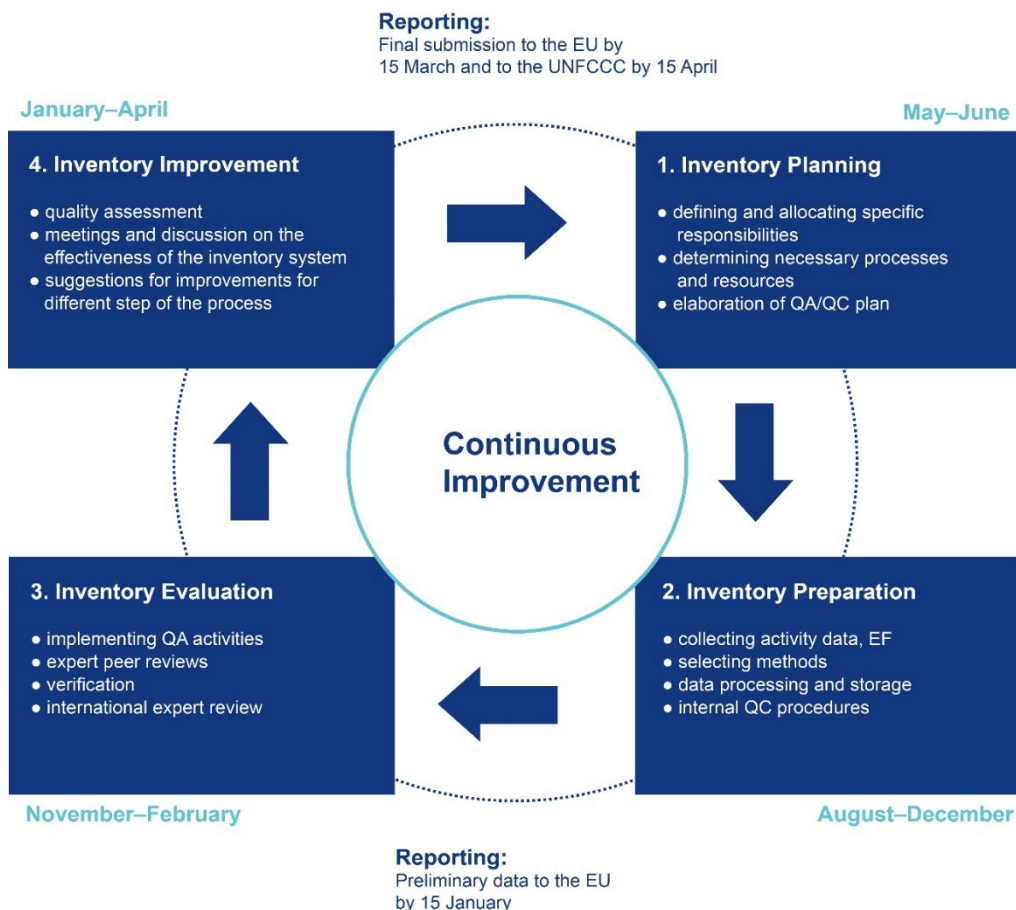 Reporting:
Final submission to the EU by
15 March and to the UNFCCC by 15 April
January–April
4. Inventory Improvement
● quality assessment
● meetings and discussion on the
effectiveness of the inventory system
● suggestions for improvements for
different step of the process
May–June
1. Inventory Planning
● defining and allocating specific
responsibilities
● determining necessary processes
and resources
● elaboration of QA/QC plan
Continuous
Improvement
3. Inventory Evaluation
● implementing QA activities
● expert peer reviews
● verification
● international expert review
November–February
2. Inventory Preparation
● collecting activity data, EF
● selecting methods
● data processing and storage
● internal QC procedures
August–December
Reporting:
Preliminary data to the EU
by 15 January